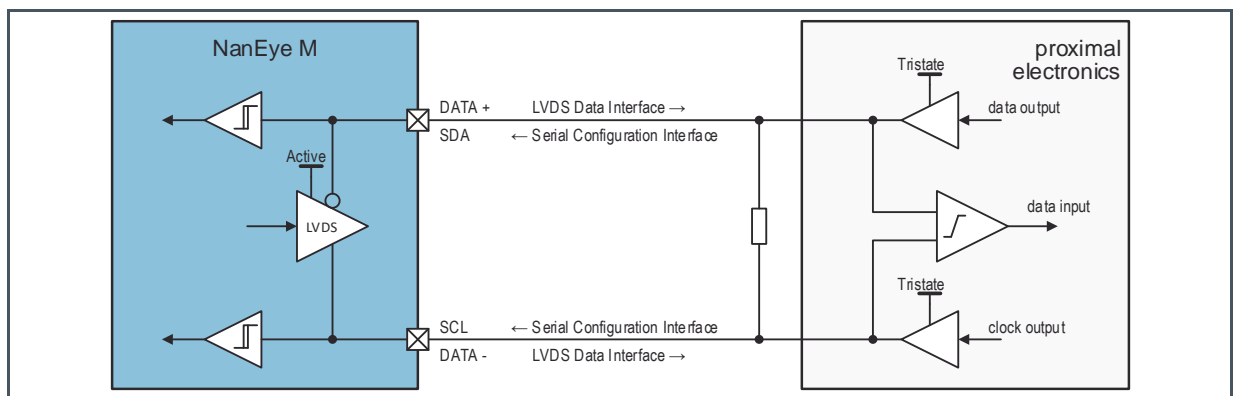 NanEye M
proximal
electronics
Tristate
DATA + LVDS Data Interface →
data output
SDA ← Serial Configuration Interface
Active
LVDS
data input
Tristate
SCL ← Serial Configuration Interface
clock output
DATA - LVDS Data Interface →